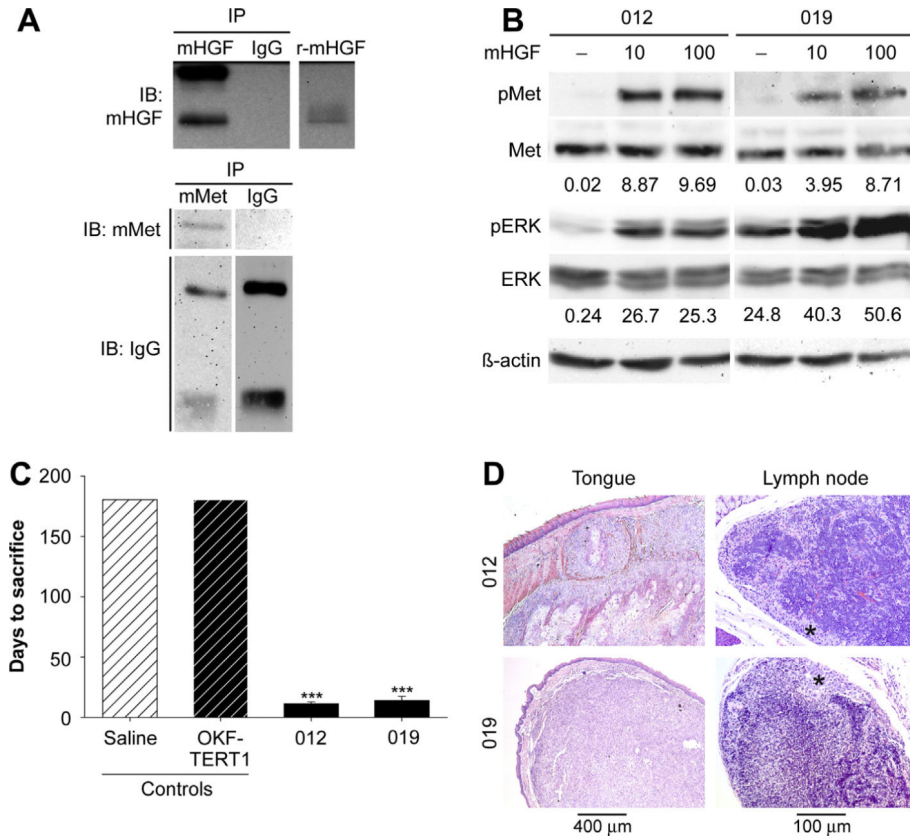 A
IP
mHGF IgG r-mHGF
IB:
mHGF
IP
mMet IgG
IB: mMet
IB: IgG
B
012 019
mHGF – 10 100 – 10 100
pMet
Met
0.02 8.87 9.69 0.03 3.95 8.71
pERK
ERK
0.24 26.7 25.3 24.8 40.3 50.6
ß-actin
C
Days to sacrifice
200
150
100
50
0
*** ***
Saline OKF-TERT1 012 019
Controls
D
Tongue Lymph node
012
*
019
*
400 µm 100 µm